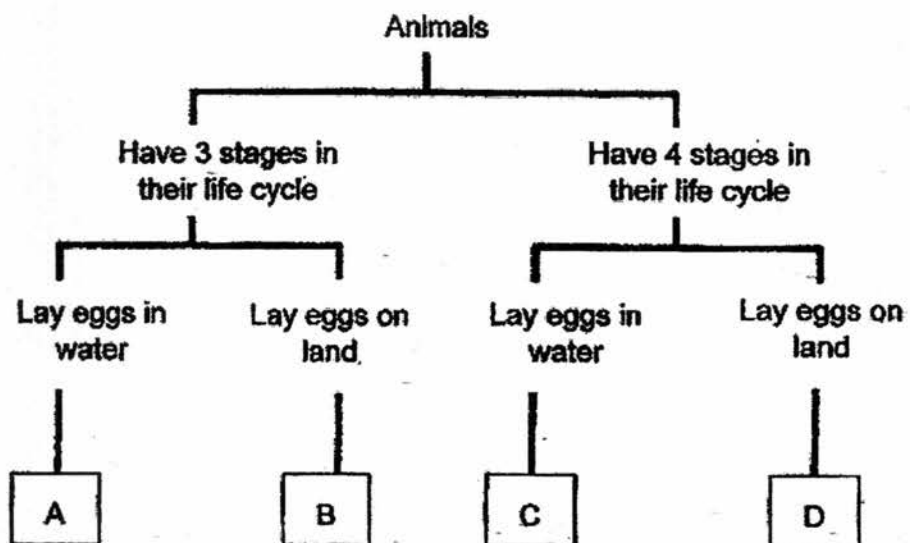 Animals
Have 3 stages in
their life cycle
Have 4 stages in
their life cycle
Lay eggs in
water
Lay eggs on
land
Lay eggs in
water
Lay eggs on
land
A
B
C
D